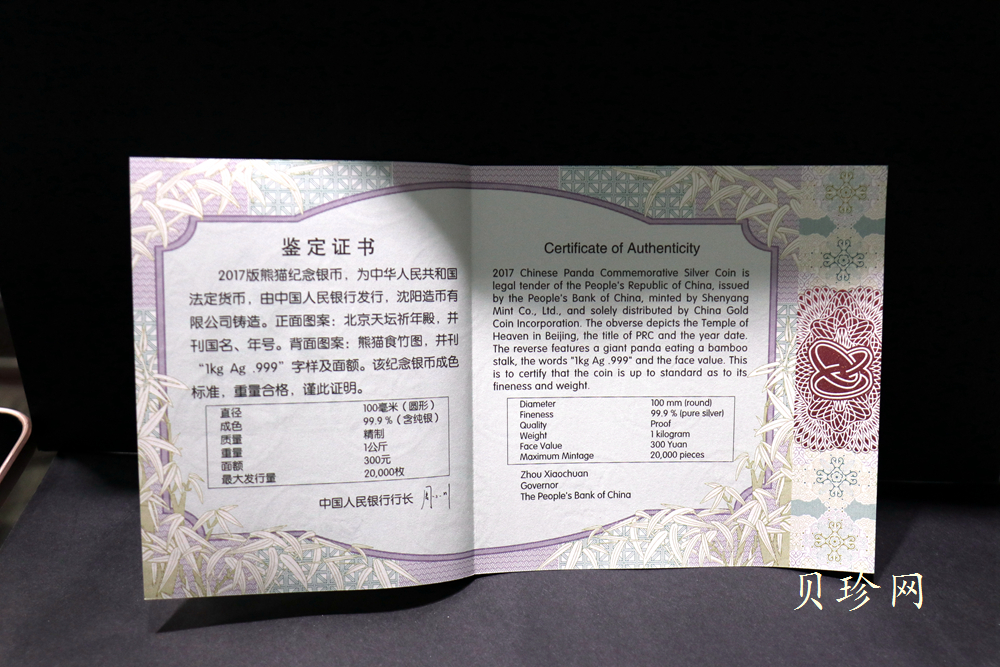 鉴定证书
2017版熊猫纪念银币，为中华人民共和国
法定货币，由中国人民银行发行，沈阳造币有
限公司铸造。正面图案：北京天坛祈年殿，并
刊国名、年号。背面图案：熊猫食竹图，并刊
“1kg Ag .999”字样及面额。该纪念银币成色
标准，重量合格，谨此证明。
直径 100毫米（圆形）
成色 99.9％（含纯银）
质量 精制
重量 1公斤
面额 300元
最大发行量 20,000枚
中国人民银行行长
Certificate of Authenticity
2017 Chinese Panda Commemorative Silver Coin is
legal tender of the People's Republic of China, issued
by the People's Bank of China, minted by Shenyang
Mint Co., Ltd., and solely distributed by China Gold
Coin Incorporation. The obverse depicts the Temple of
Heaven in Beijing, the title of PRC and the year date.
The reverse features a giant panda eating a bamboo
stalk, the words "1kg Ag .999" and the face value. This
is to certify that the coin is up to standard as to its
fineness and weight.
Diameter 100 mm (round)
Fineness 99.9 % (pure silver)
Quality Proof
Weight 1 kilogram
Face Value 300 Yuan
Maximum Mintage 20,000 pieces
Zhou Xiaochuan
Governor
The People's Bank of China
贝珍网